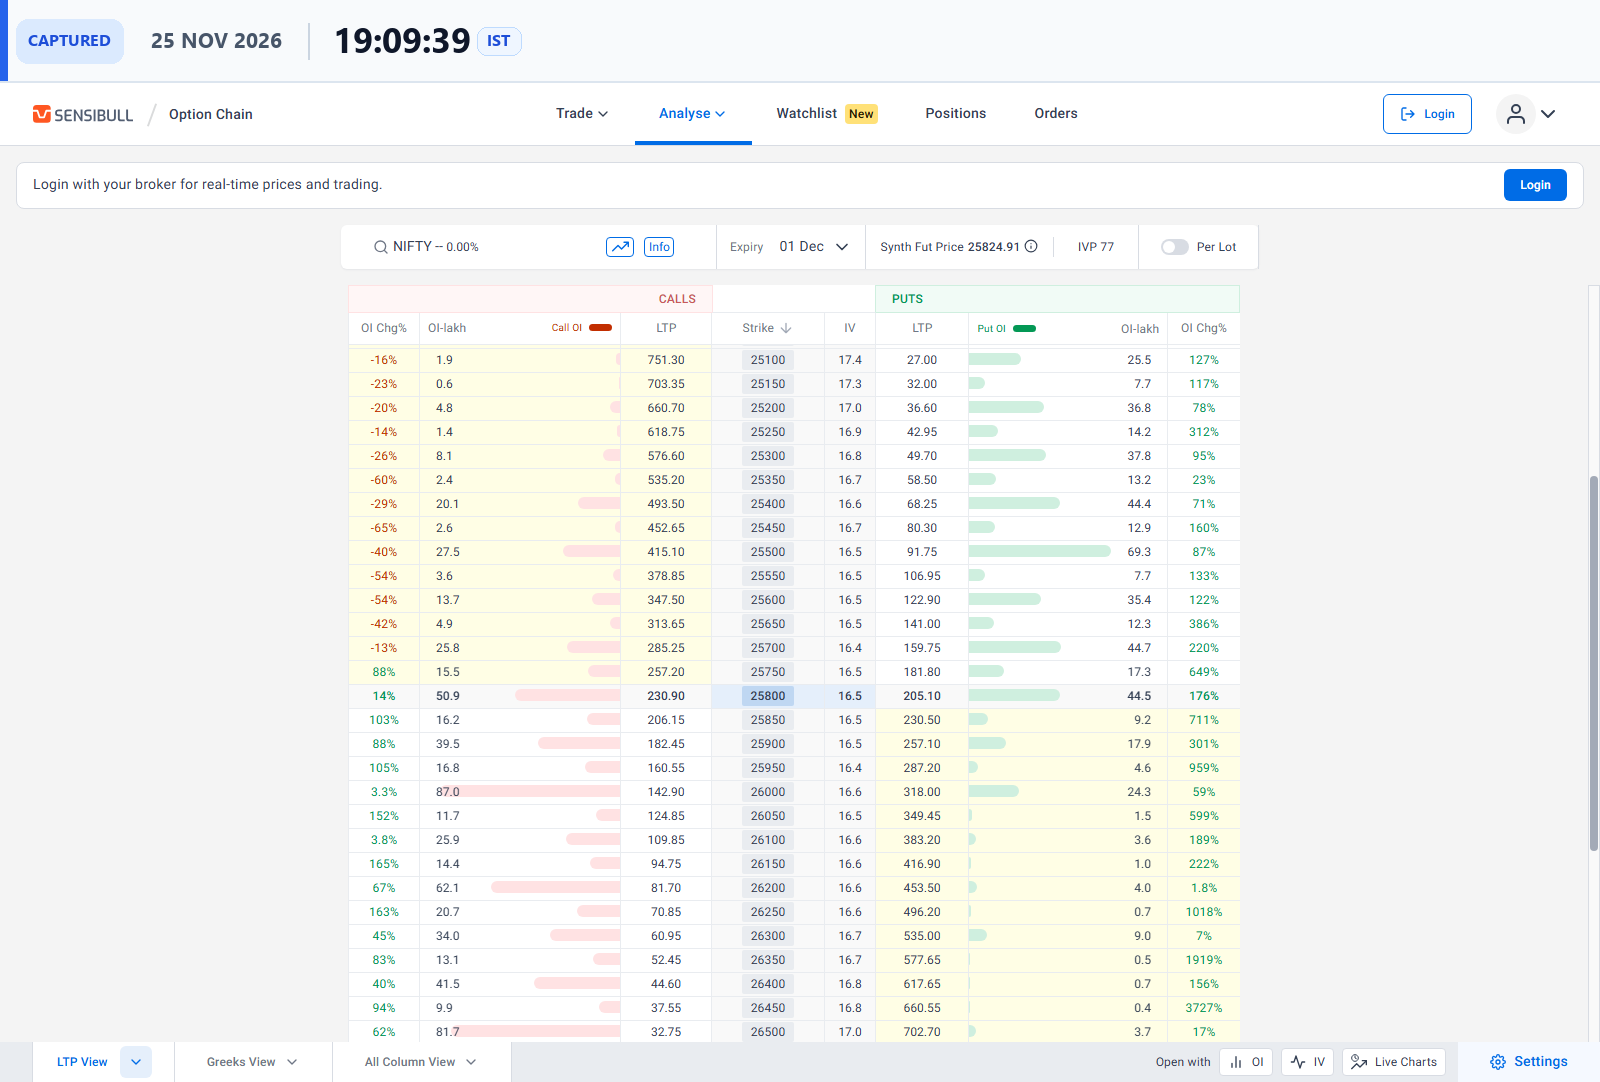 CAPTURED 25 NOV 2026 19:09:39 IST
SENSIBULL / Option Chain Trade Analyse Watchlist New Positions Orders Login
Login with your broker for real-time prices and trading. Login
NIFTY -- 0.00% Info Expiry 01 Dec Synth Fut Price 25824.91 IVP 77 Per Lot
CALLS PUTS
OI Chg% OI-lakh Call OI LTP Strike IV LTP Put OI OI-lakh OI Chg%
-16% 1.9 751.30 25100 17.4 27.00 25.5 127%
-23% 0.6 703.35 25150 17.3 32.00 7.7 117%
-20% 4.8 660.70 25200 17.0 36.60 36.8 78%
-14% 1.4 618.75 25250 16.9 42.95 14.2 312%
-26% 8.1 576.60 25300 16.8 49.70 37.8 95%
-60% 2.4 535.20 25350 16.7 58.50 13.2 23%
-29% 20.1 493.50 25400 16.6 68.25 44.4 71%
-65% 2.6 452.65 25450 16.7 80.30 12.9 160%
-40% 27.5 415.10 25500 16.5 91.75 69.3 87%
-54% 3.6 378.85 25550 16.5 106.95 7.7 133%
-54% 13.7 347.50 25600 16.5 122.90 35.4 122%
-42% 4.9 313.65 25650 16.5 141.00 12.3 386%
-13% 25.8 285.25 25700 16.4 159.75 44.7 220%
88% 15.5 257.20 25750 16.5 181.80 17.3 649%
14% 50.9 230.90 25800 16.5 205.10 44.5 176%
103% 16.2 206.15 25850 16.5 230.50 9.2 711%
88% 39.5 182.45 25900 16.5 257.10 17.9 301%
105% 16.8 160.55 25950 16.4 287.20 4.6 959%
3.3% 87.0 142.90 26000 16.6 318.00 24.3 59%
152% 11.7 124.85 26050 16.5 349.45 1.5 599%
3.8% 25.9 109.85 26100 16.6 383.20 3.6 189%
165% 14.4 94.75 26150 16.6 416.90 1.0 222%
67% 62.1 81.70 26200 16.6 453.50 4.0 1.8%
163% 20.7 70.85 26250 16.6 496.20 0.7 1018%
45% 34.0 60.95 26300 16.7 535.00 9.0 7%
83% 13.1 52.45 26350 16.7 577.65 0.5 1919%
40% 41.5 44.60 26400 16.8 617.65 0.7 156%
94% 9.9 37.55 26450 16.8 660.55 0.4 3727%
62% 81.7 32.75 26500 17.0 702.70 3.7 17%
LTP View Greeks View All Column View Open with OI IV Live Charts Settings